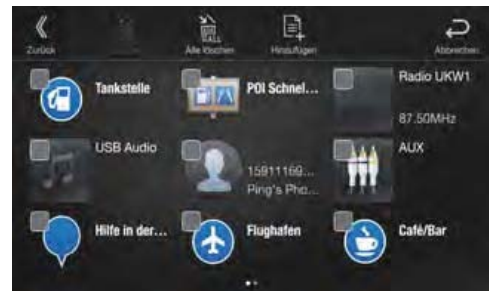 Zurück
Alle löschen
Hinzufügen
Abbrechen
Tankstelle
POI Schnel...
Radio UKW1
87.50MHz
USB Audio
15911169...
Ping's Pho...
AUX
Hilfe in der...
Flughafen
Café/Bar